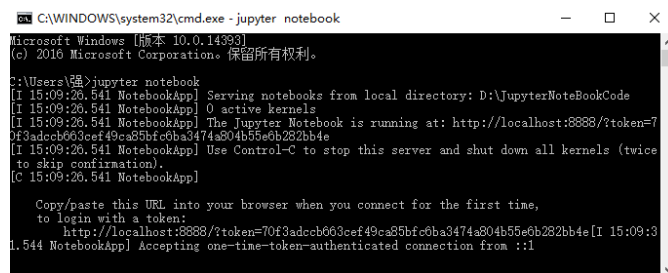 C:\WINDOWS\system32\cmd.exe - jupyter notebook
Microsoft Windows [版本 10.0.14393]
(c) 2016 Microsoft Corporation。保留所有权利。
C:\Users\强>jupyter notebook
[I 15:09:26.541 NotebookApp] Serving notebooks from local directory: D:\JupyterNoteBookCode
[I 15:09:26.541 NotebookApp] 0 active kernels
[I 15:09:26.541 NotebookApp] The Jupyter Notebook is running at: http://localhost:8888/?token=7
0f3adccb663cef49ca85bfc6ba3474a804b55e6b282bb4e
[I 15:09:26.541 NotebookApp] Use Control-C to stop this server and shut down all kernels (twice
to skip confirmation).
[C 15:09:26.541 NotebookApp]
Copy/paste this URL into your browser when you connect for the first time,
to login with a token:
http://localhost:8888/?token=70f3adccb663cef49ca85bfc6ba3474a804b55e6b282bb4e[I 15:09:3
1.544 NotebookApp] Accepting one-time-token-authenticated connection from ::1